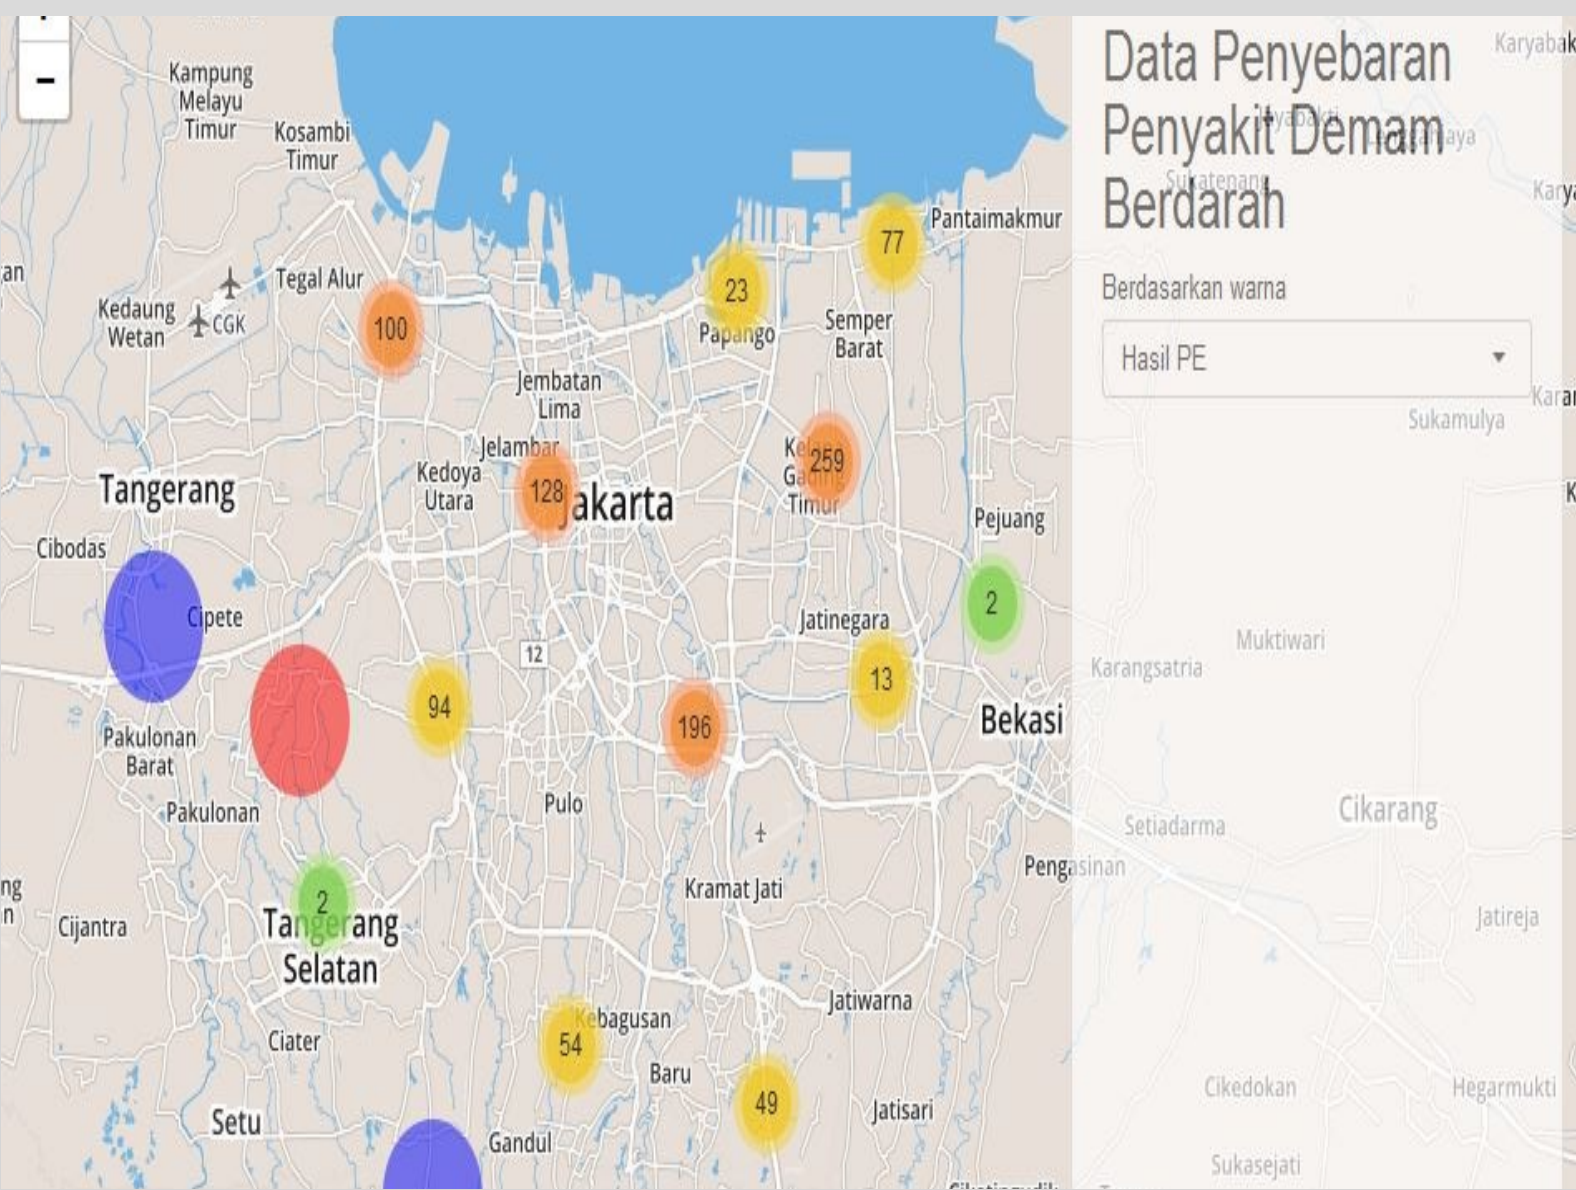 Data Penyebaran
Penyakit Demam
Berdarah
Berdasarkan warna
Hasil PE
−
Kampung
Melayu
Timur
Kosambi
Timur
Pantaimakmur
77
Tegal Alur
23
Kedaung
Wetan
CGK
100
Papango
Semper
Barat
Jembatan
Lima
Jelambar
Kedoya
Utara
259
Timur
128
Jakarta
Tangerang
Pejuang
Cibodas
2
Cipete
Jatinegara
12
13
94
196
Bekasi
Pakulonan
Barat
Pakulonan
Pulo
Kramat Jati
Pengasinan
2
Tangerang
Selatan
Cijantra
Jatiwarna
Kebagusan
54
Ciater
Baru
49
Jatisari
Setu
Gandul
Sukatenang
Sukamulya
Muktiwari
Karangsatria
Cikarang
Setiadarma
Jatireja
Cikedokan
Hegarmukti
Sukasejati